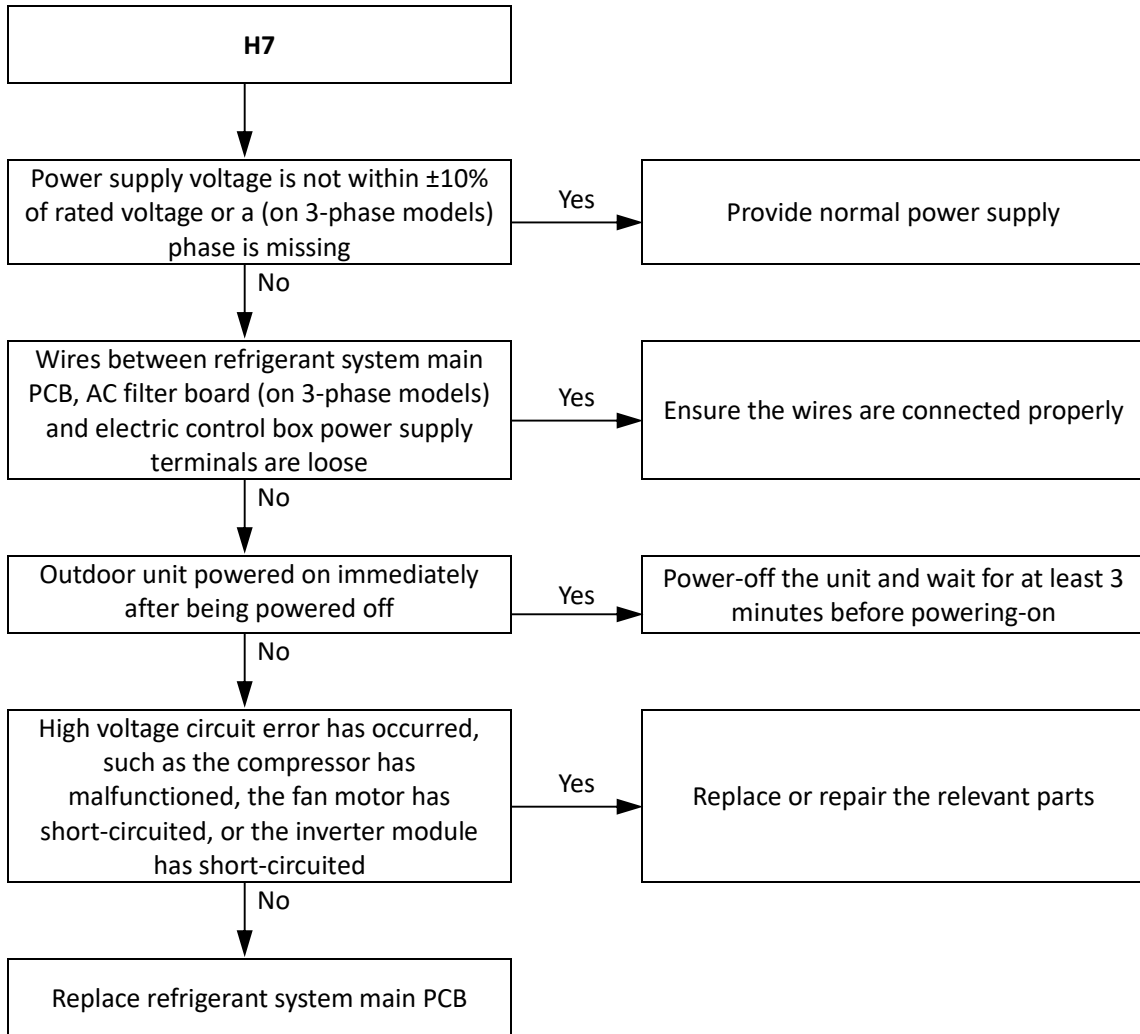 H7
Power supply voltage is not within ±10%
of rated voltage or a (on 3-phase models)
phase is missing
Yes
Provide normal power supply
No
Wires between refrigerant system main
PCB, AC filter board (on 3-phase models)
and electric control box power supply
terminals are loose
Yes
Ensure the wires are connected properly
No
Outdoor unit powered on immediately
after being powered off
Yes
Power-off the unit and wait for at least 3
minutes before powering-on
No
High voltage circuit error has occurred,
such as the compressor has
malfunctioned, the fan motor has
short-circuited, or the inverter module
has short-circuited
Yes
Replace or repair the relevant parts
No
Replace refrigerant system main PCB